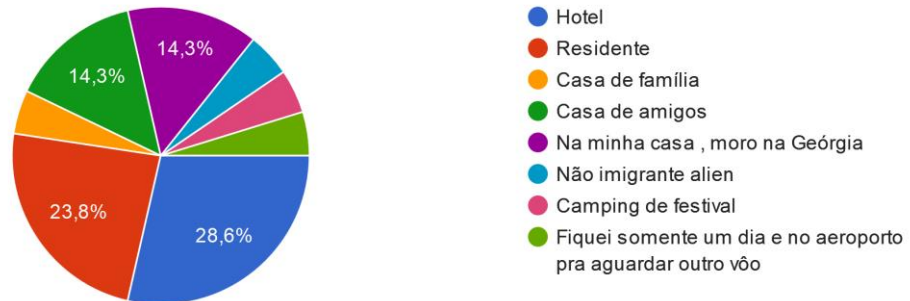 14,3%
14,3%
23,8%
28,6%
Hotel
Residente
Casa de família
Casa de amigos
Na minha casa , moro na Geórgia
Não imigrante alien
Camping de festival
Fiquei somente um dia e no aeroporto
pra aguardar outro vôo